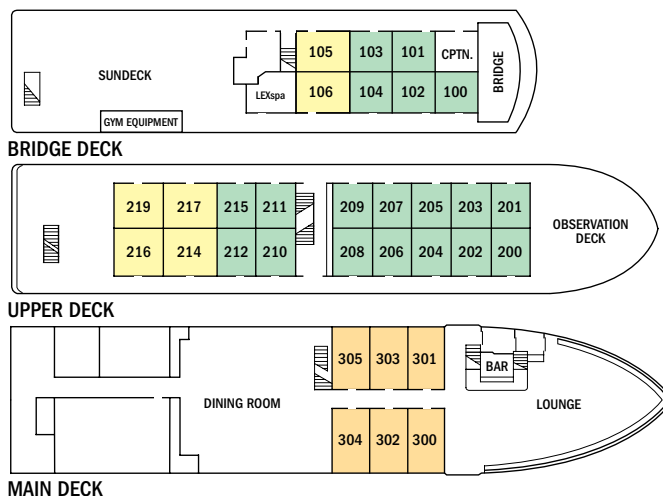 105 103 101 CPTN. BRIDGE
SUNDECK
LEXspa 106 104 102 100
GYM EQUIPMENT
BRIDGE DECK
219 217 215 211 209 207 205 203 201
OBSERVATION
DECK
216 214 212 210 208 206 204 202 200
UPPER DECK
305 303 301 BAR
DINING ROOM LOUNGE
304 302 300
MAIN DECK